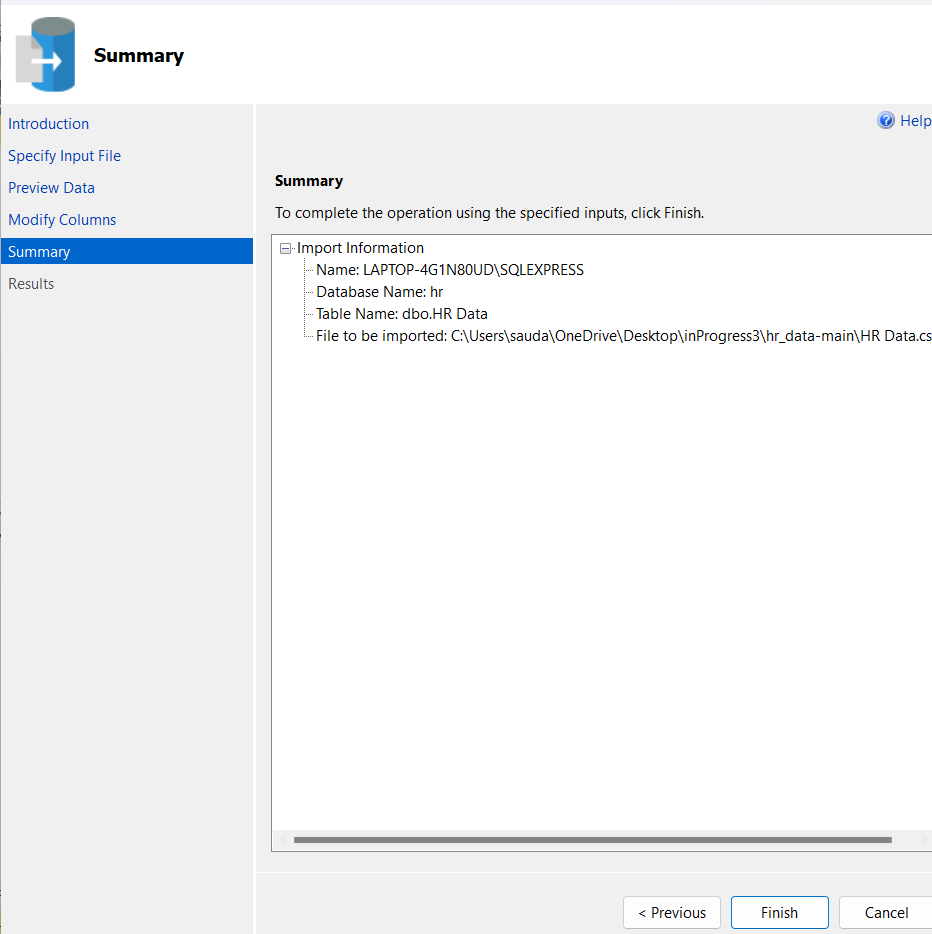 Summary
Introduction
Specify Input File
Preview Data
Modify Columns
Summary
Results
Help
Summary
To complete the operation using the specified inputs, click Finish.
Import Information
Name: LAPTOP-4G1N80UD\SQLEXPRESS
Database Name: hr
Table Name: dbo.HR Data
File to be imported: C:\Users\sauda\OneDrive\Desktop\inProgress3\hr_data-main\HR Data.cs
< Previous
Finish
Cancel